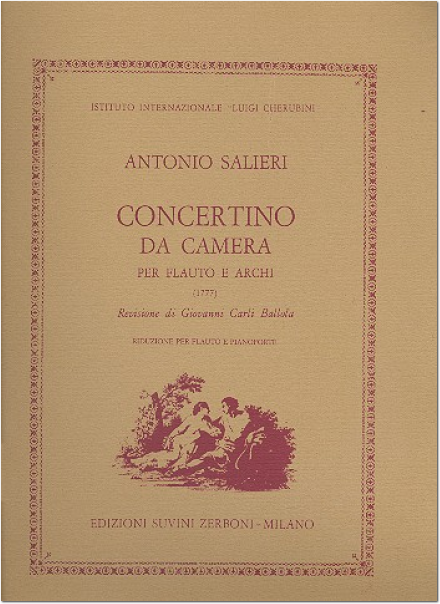 ISTITUTO INTERNAZIONALE "LUIGI CHERUBINI"
ANTONIO SALIERI
CONCERTINO
DA CAMERA
PER FLAUTO E ARCHI
(1777)
Revisione di Giovanni Carli Ballola
RIDUZIONE PER FLAUTO E PIANOFORTE
EDIZIONI SUVINI ZERBONI - MILANO